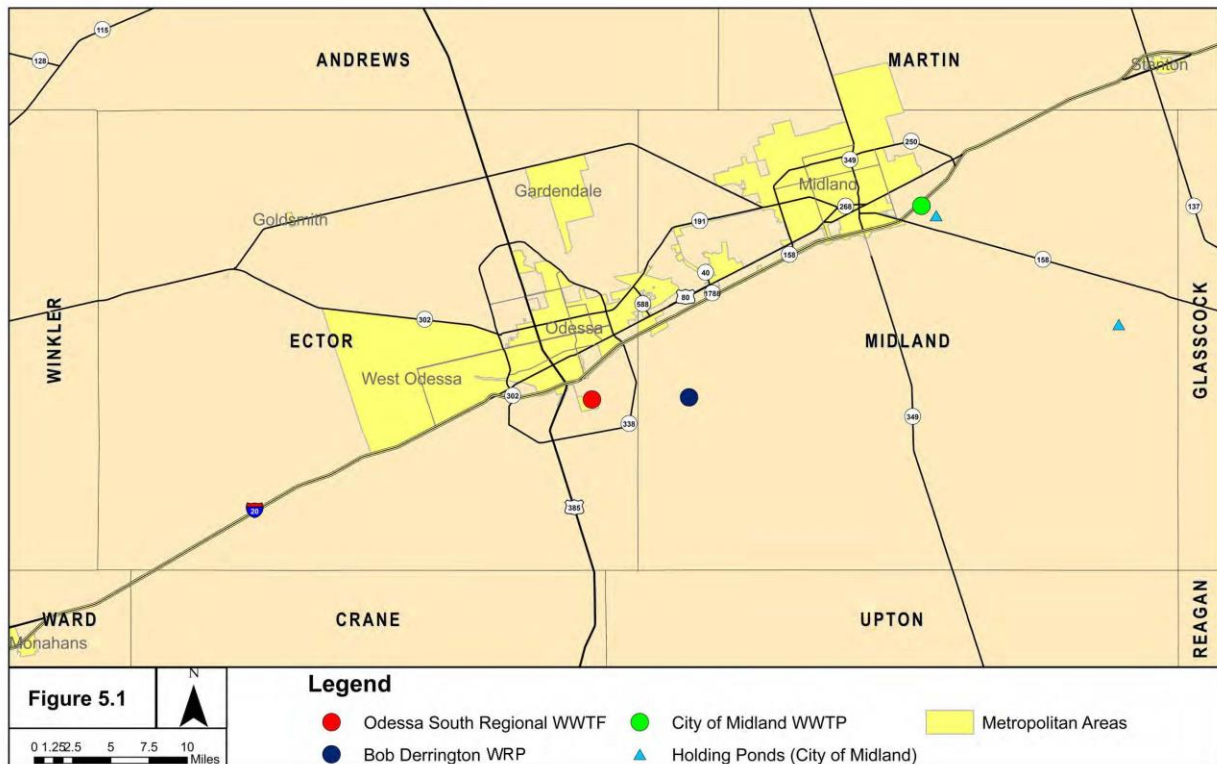 115
128
ANDREWS
MARTIN
Stanton
250
349
Gardendale
Midland
Goldsmith
268
137
191
158
158
40
WINKLER
588
80
1788
302
Odessa
ECTOR
MIDLAND
GLASSCOCK
West Odessa
302
338
349
20
385
WARD
CRANE
UPTON
REAGAN
Monahans
Figure 5.1
N
0 1.25 2.5 5 7.5 10
Miles
Legend
Odessa South Regional WWTF
City of Midland WWTP
Metropolitan Areas
Bob Derrington WRP
Holding Ponds (City of Midland)